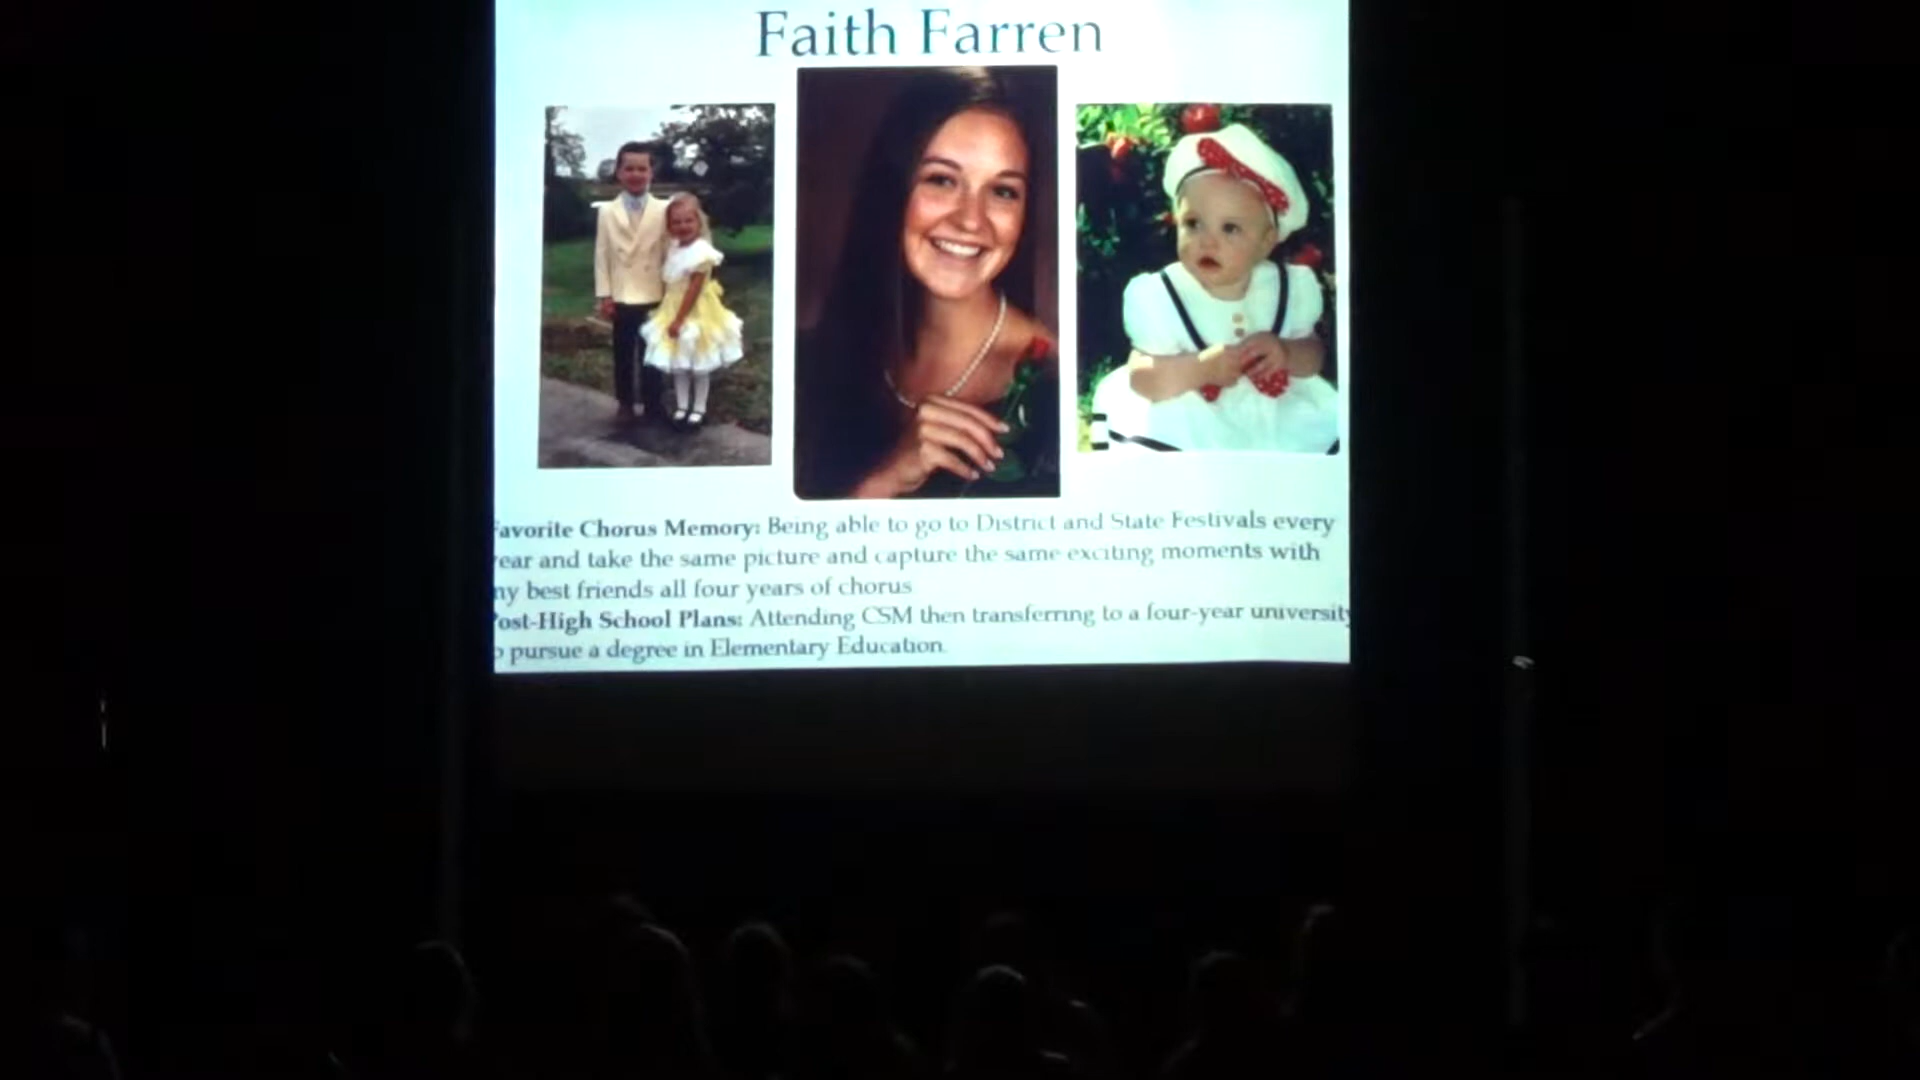 Faith Farren
avorite Chorus Memory: Being able to go to District and State Festivals every
ear and take the same picture and capture the same exciting moments with
ny best friends all four years of chorus
ost-High School Plans: Attending CSM then transferring to a four-year university
o pursue a degree in Elementary Education.